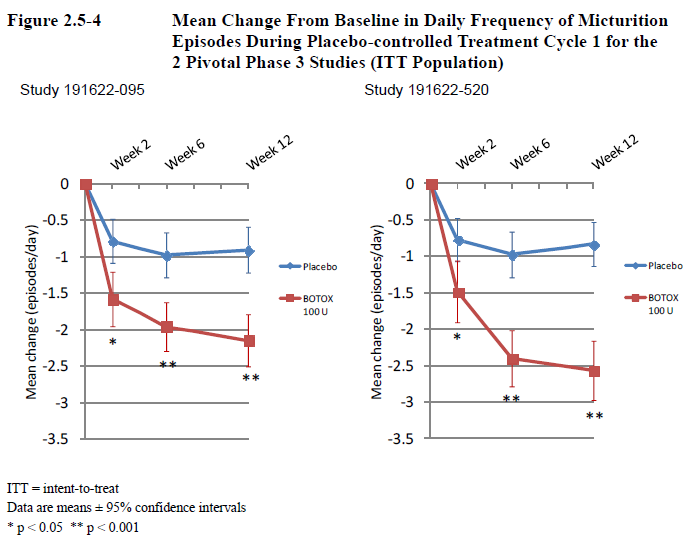 Figure 2.5-4 Mean Change From Baseline in Daily Frequency of Micturition
Episodes During Placebo-controlled Treatment Cycle 1 for the
2 Pivotal Phase 3 Studies (ITT Population)
Study 191622-095
Week 2
Week 6
Week 12
Mean change (episodes/day)
0
-0.5
-1
-1.5
-2
-2.5
-3
-3.5
*
**
**
Placebo
BOTOX
100 U
Study 191622-520
Week 2
Week 6
Week 12
Mean change (episodes/day)
0
-0.5
-1
-1.5
-2
-2.5
-3
-3.5
*
**
**
Placebo
BOTOX
100 U
ITT = intent-to-treat
Data are means ± 95% confidence intervals
* p < 0.05 ** p < 0.001